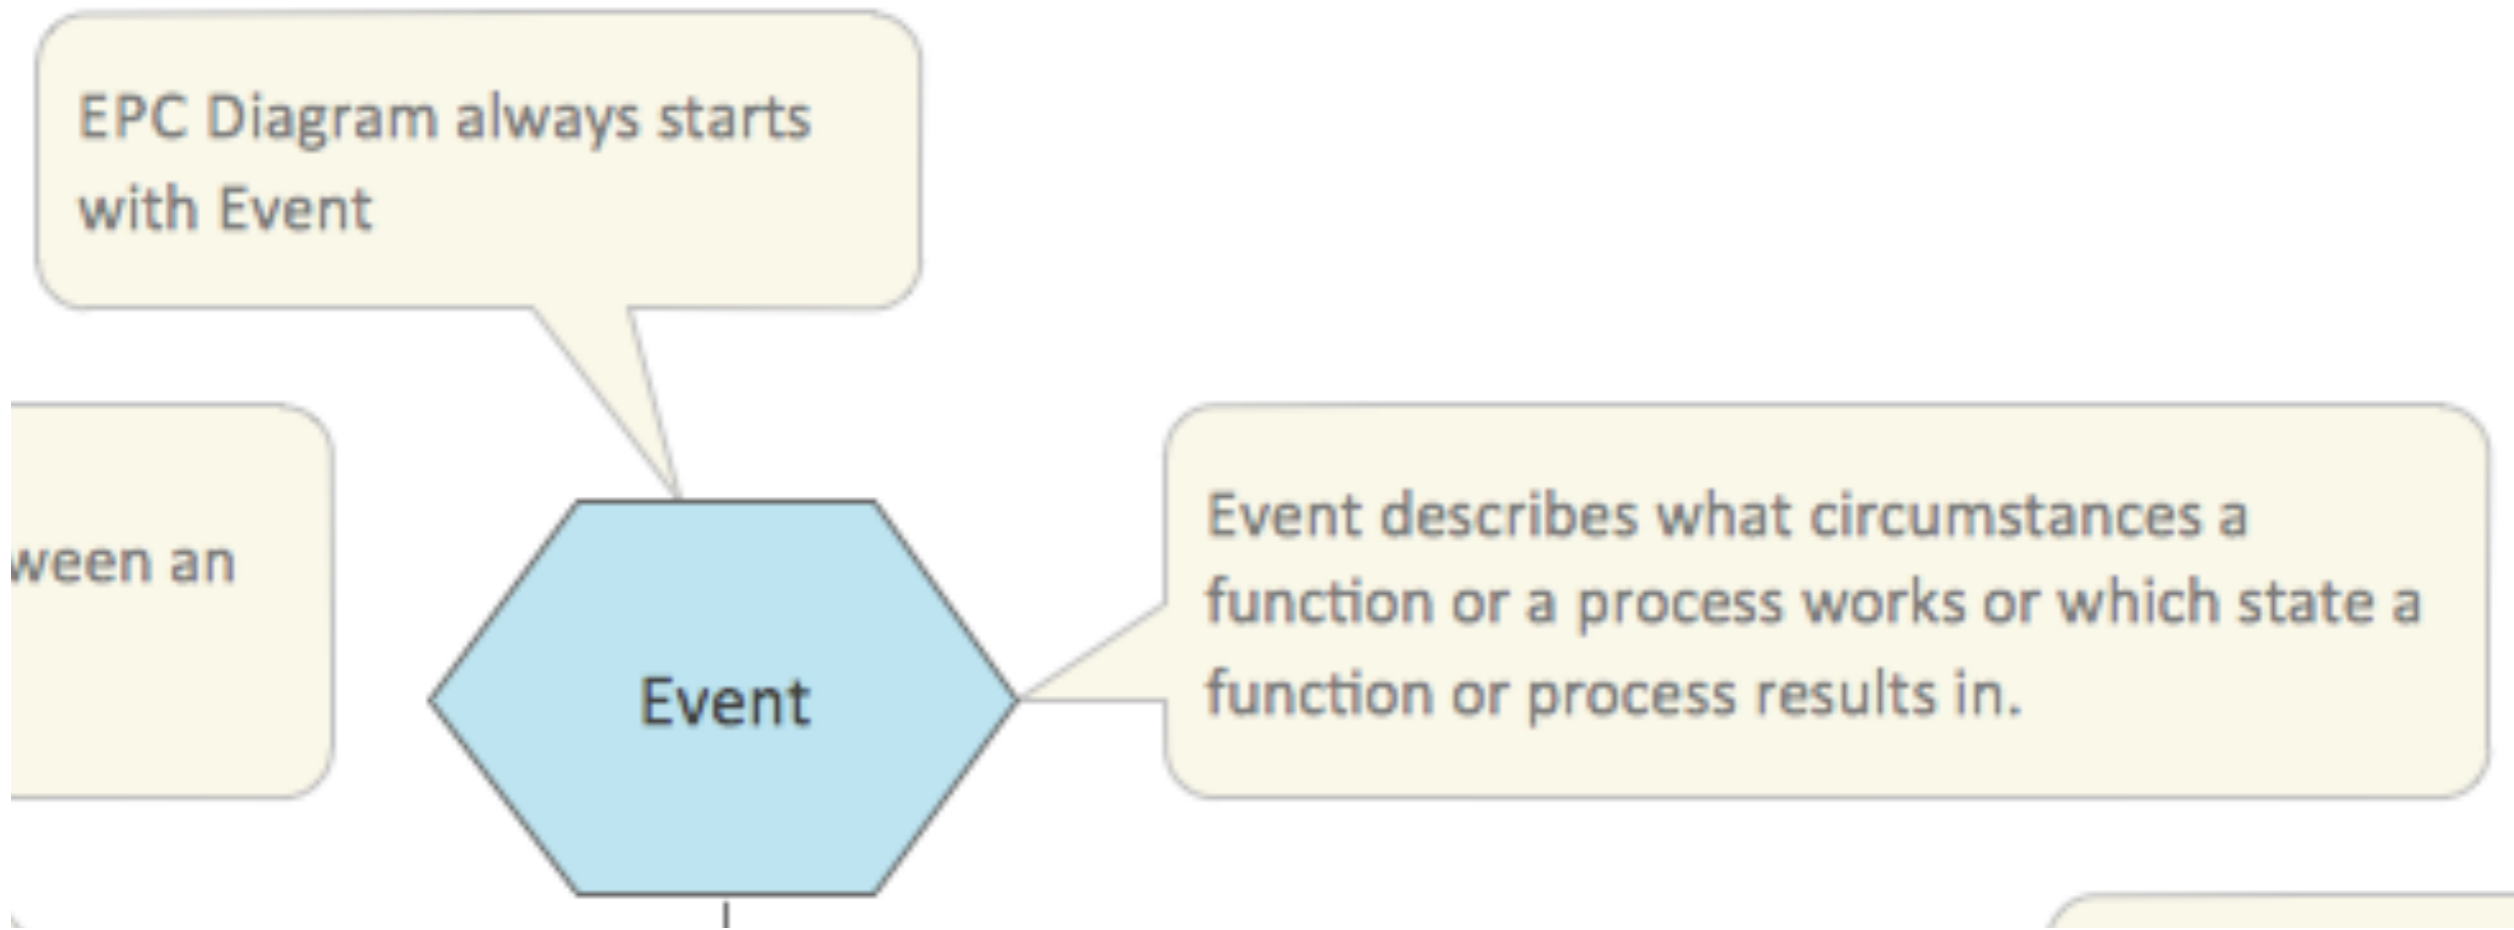 EPC Diagram always starts
with Event
an
Event
Event describes what circumstances a
function or a process works or which state a
function or process results in.